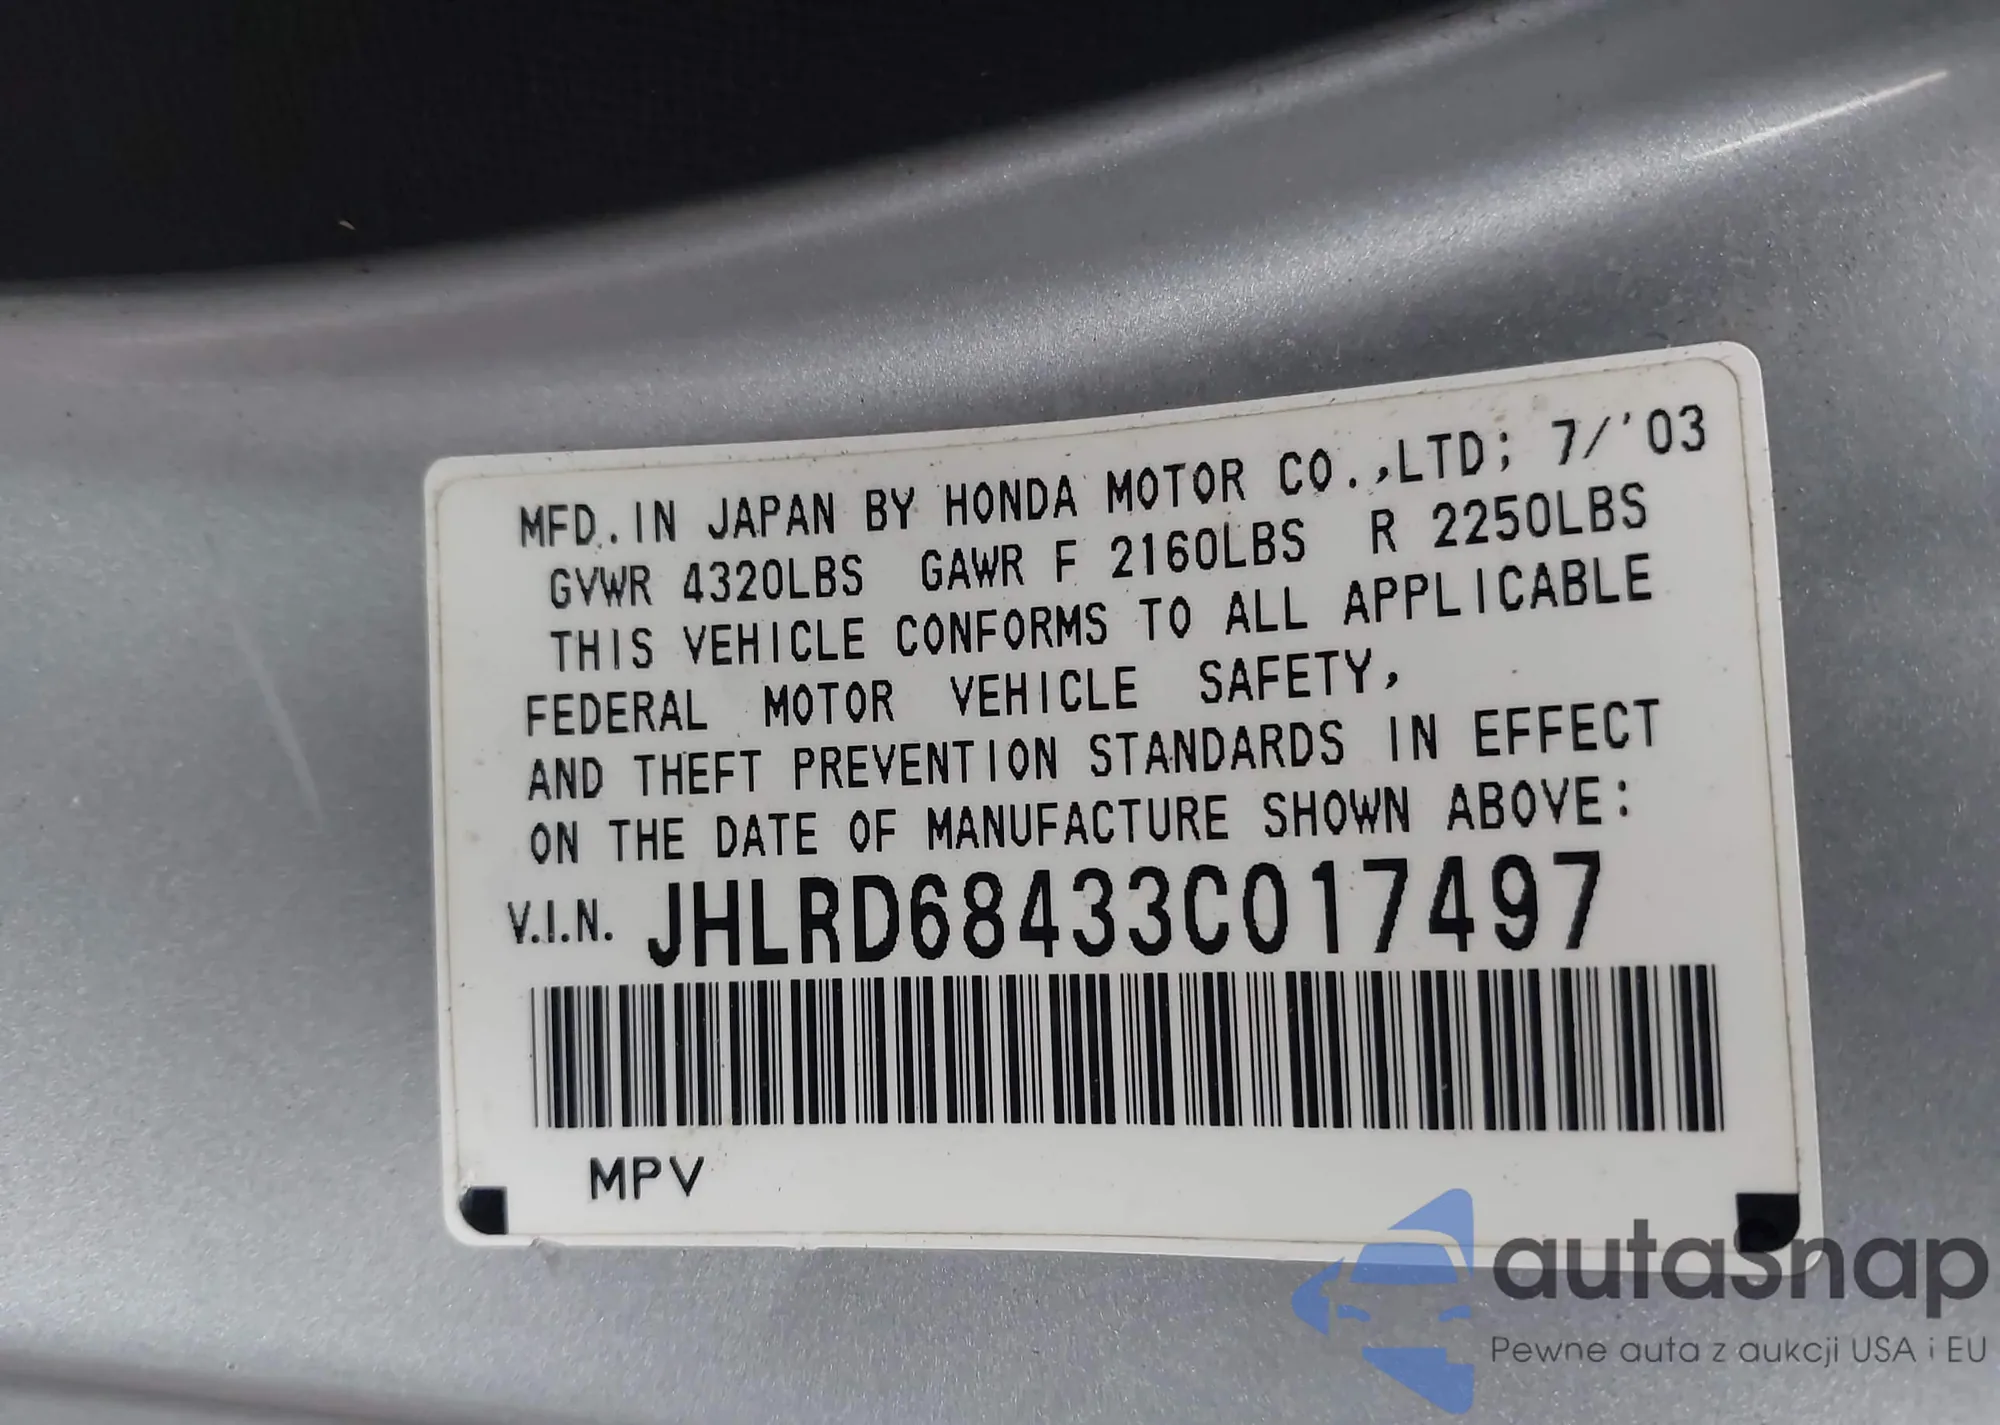 MFD. IN JAPAN BY HONDA MOTOR CO.,LTD; 7/'03
GVWR 4320LBS GAWR F 2160LBS R 2250LBS
THIS VEHICLE CONFORMS TO ALL APPLICABLE
FEDERAL MOTOR VEHICLE SAFETY,
AND THEFT PREVENTION STANDARDS IN EFFECT
ON THE DATE OF MANUFACTURE SHOWN ABOVE:
V.I.N. JHLRD68433C017497
MPV
autasnap
Pewne auta z aukcji USA i EU